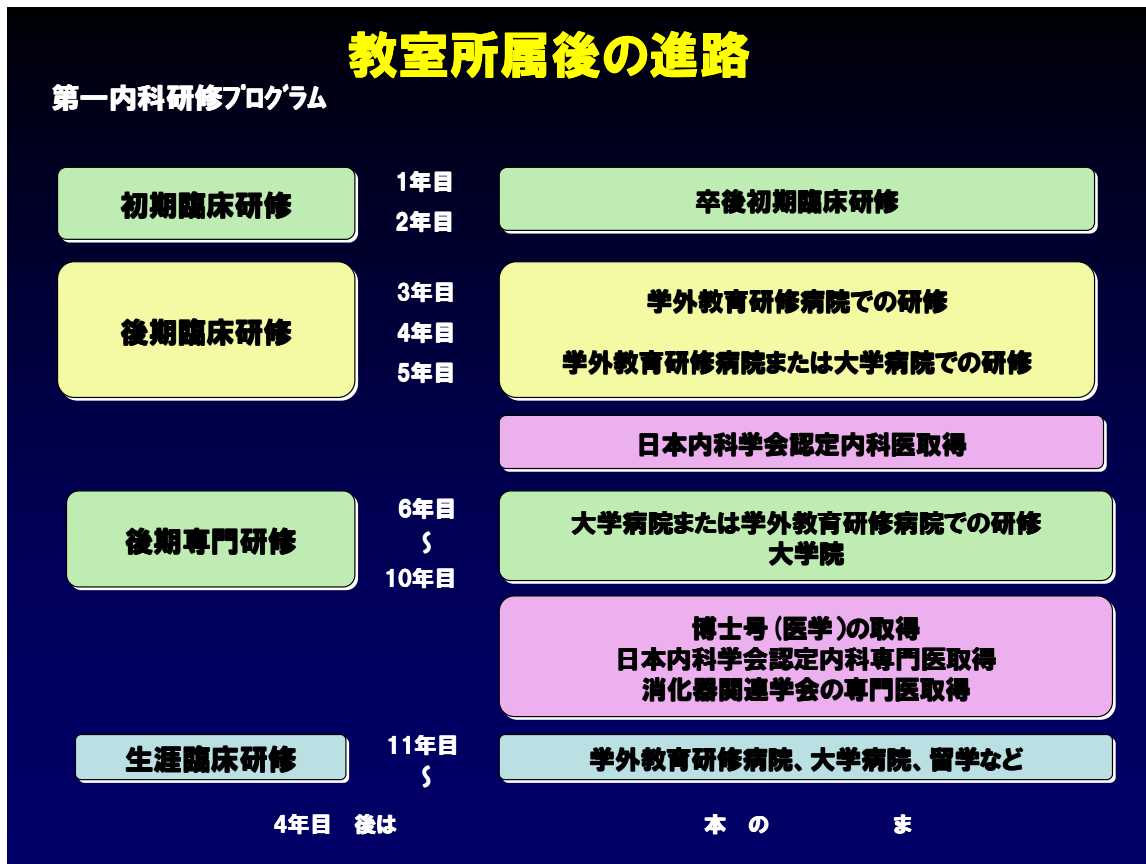 教室所属後の進路
第一内科研修プログラム
初期臨床研修
1年目
2年目
卒後初期臨床研修
後期臨床研修
3年目
4年目
5年目
学外教育研修病院での研修
学外教育研修病院または大学病院での研修
日本内科学会認定内科医取得
後期専門研修
6年目
〜
10年目
大学病院または学外教育研修病院での研修
大学院
博士号(医学)の取得
日本内科学会認定内科専門医取得
消化器関連学会の専門医取得
生涯臨床研修
11年目
〜
学外教育研修病院、大学病院、留学など
4年目 後は 本 の ま